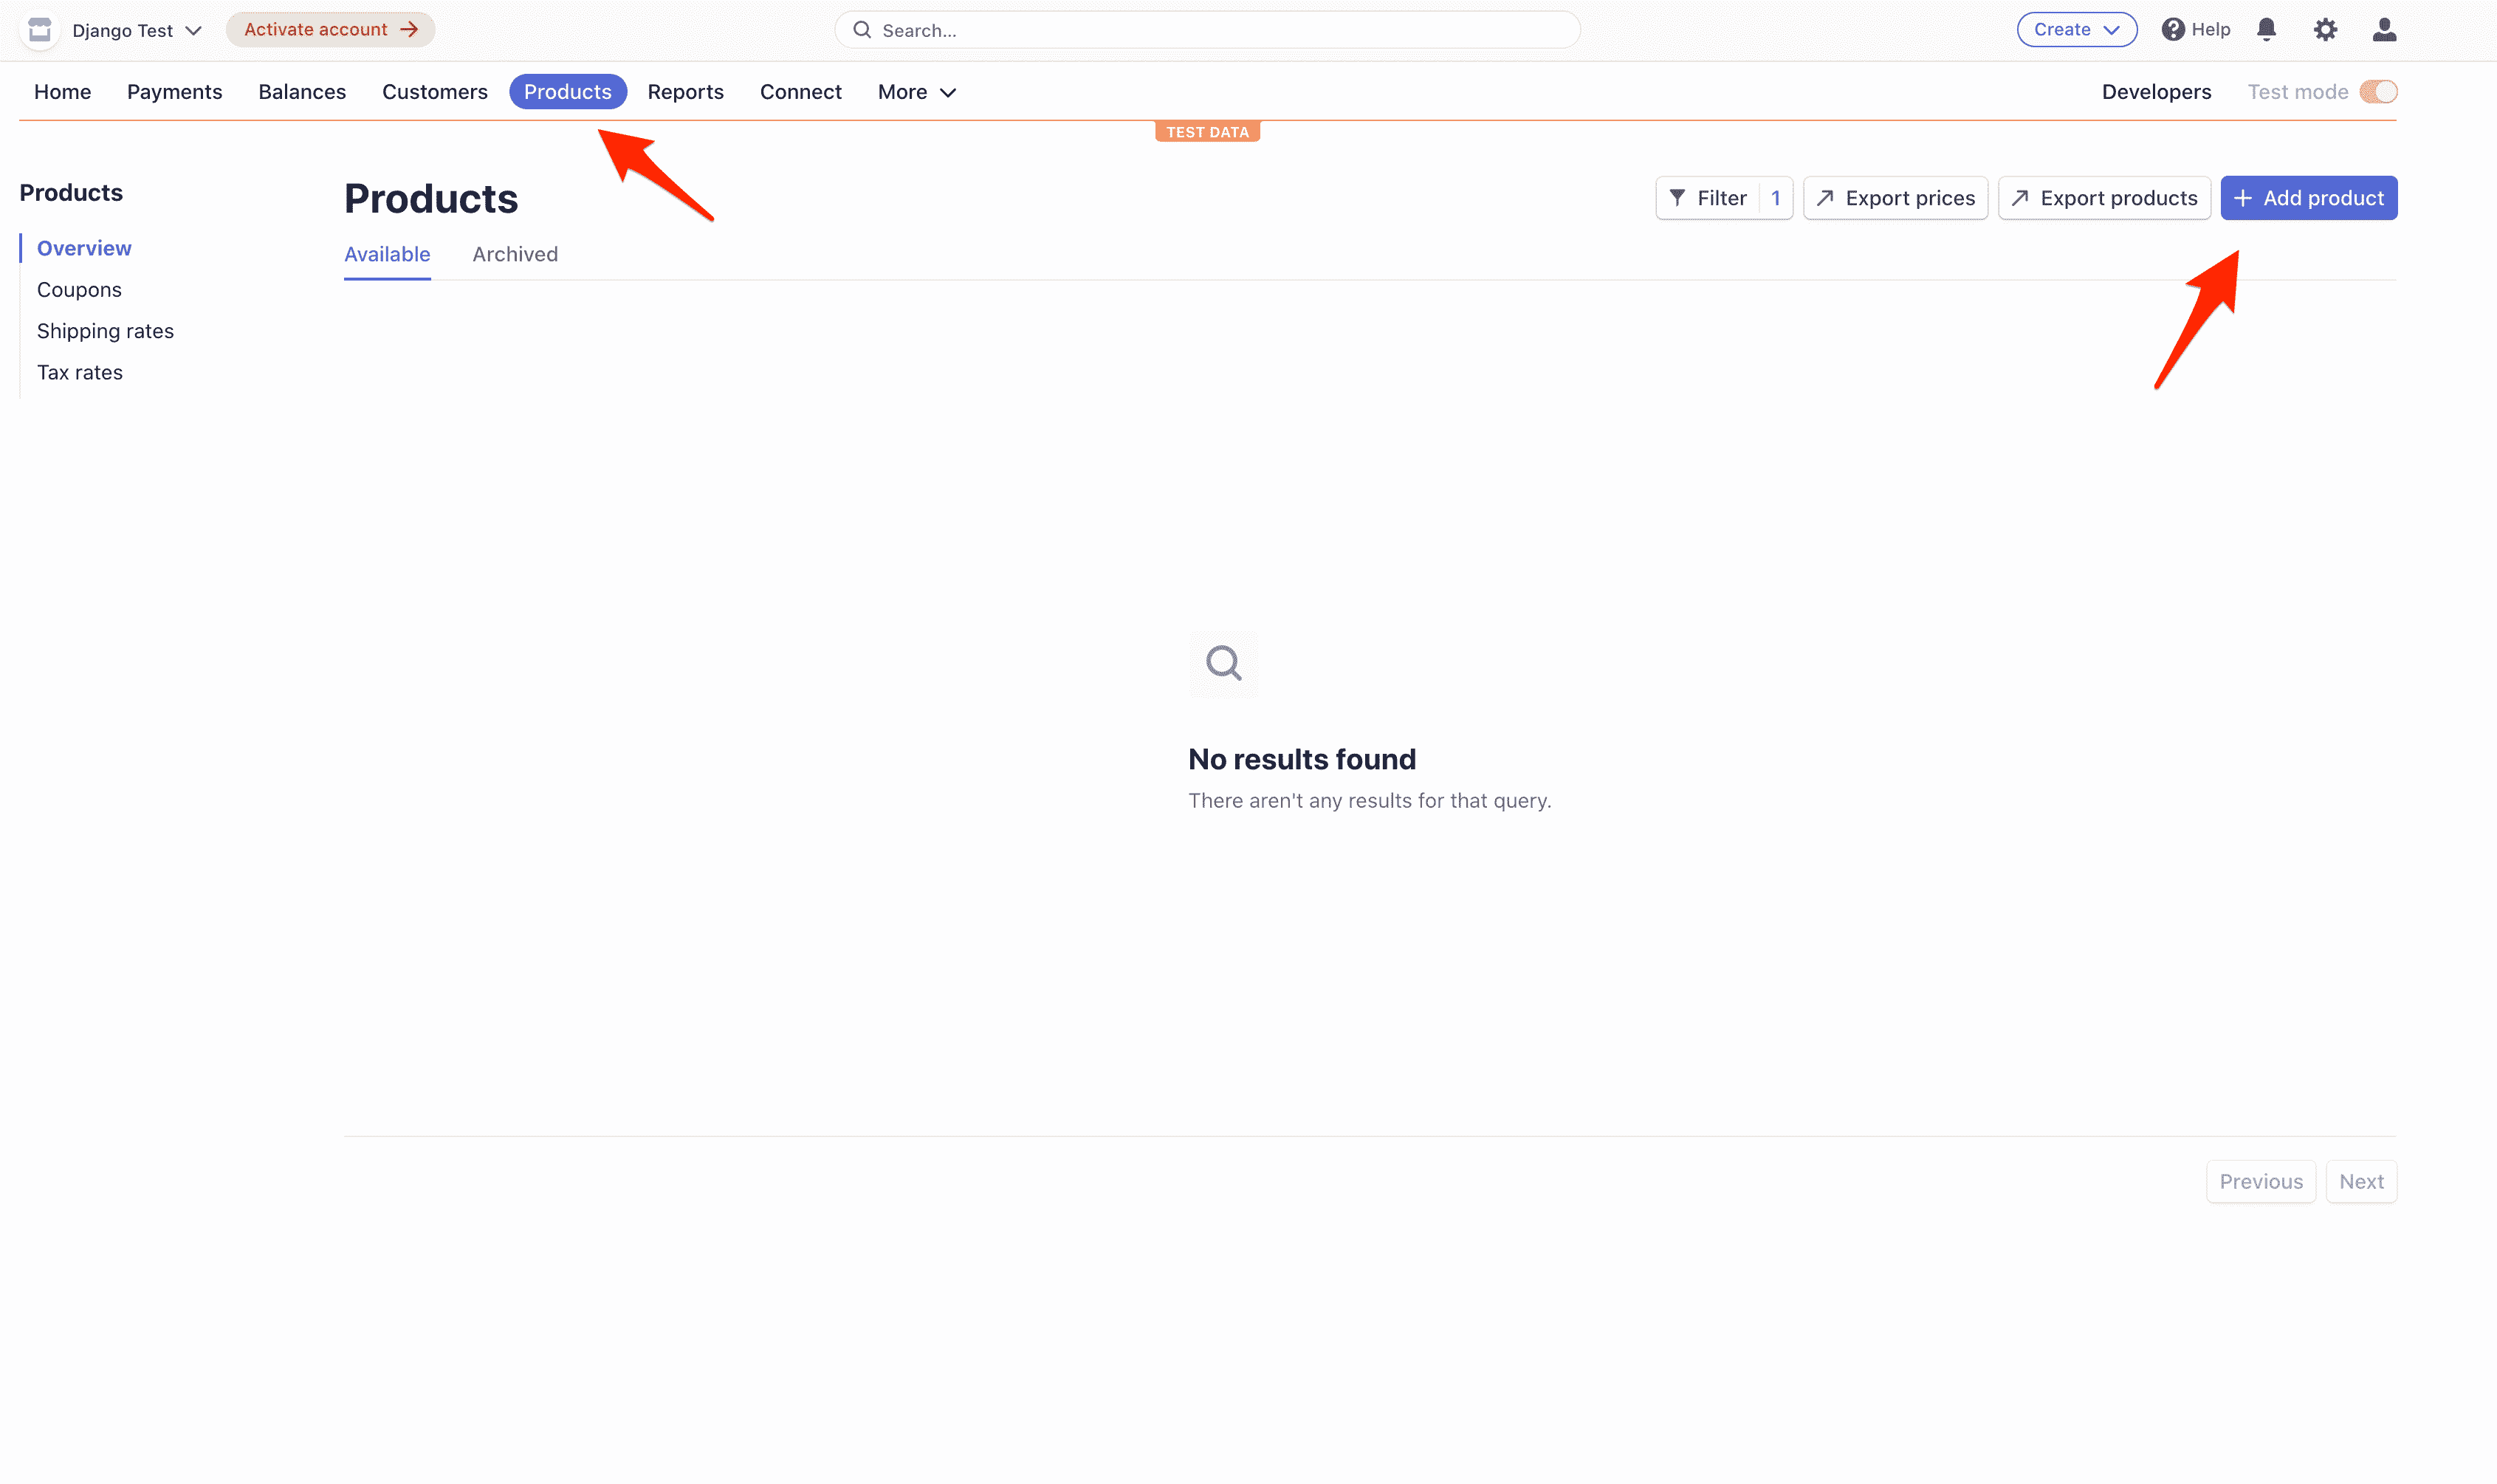 Django Test
Activate account
Search...
Create
Help
Home
Payments
Balances
Customers
Products
Reports
Connect
More
Developers
Test mode
TEST DATA
Products
Overview
Coupons
Shipping rates
Tax rates
Products
Filter 1
Export prices
Export products
Add product
Available
Archived
No results found
There aren't any results for that query.
Previous
Next